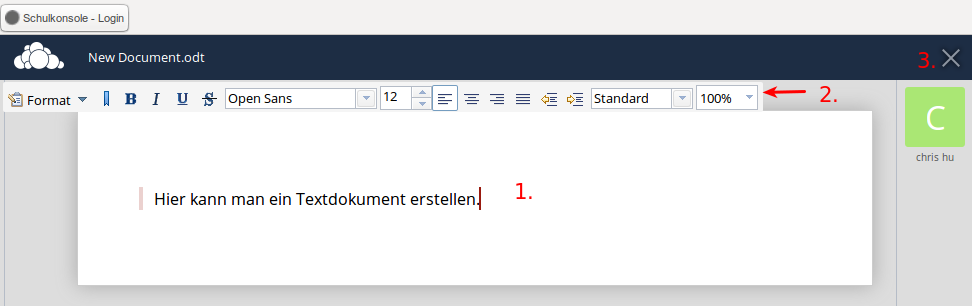 Schulkonsole - Login
New Document.odt
3.
Format B I U S Open Sans 12 Standard 100%
2.
C
chris hu
Hier kann man ein Textdokument erstellen.
1.